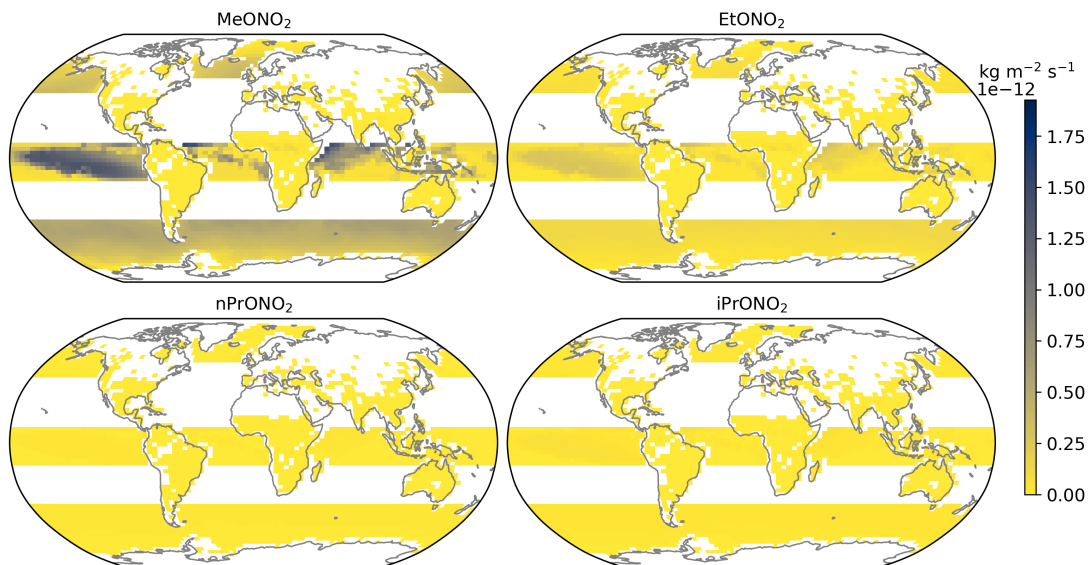 MeONO₂
EtONO₂
kg m⁻² s⁻¹
1e−12
1.75
1.50
1.25
1.00
0.75
0.50
0.25
0.00
nPrONO₂
iPrONO₂